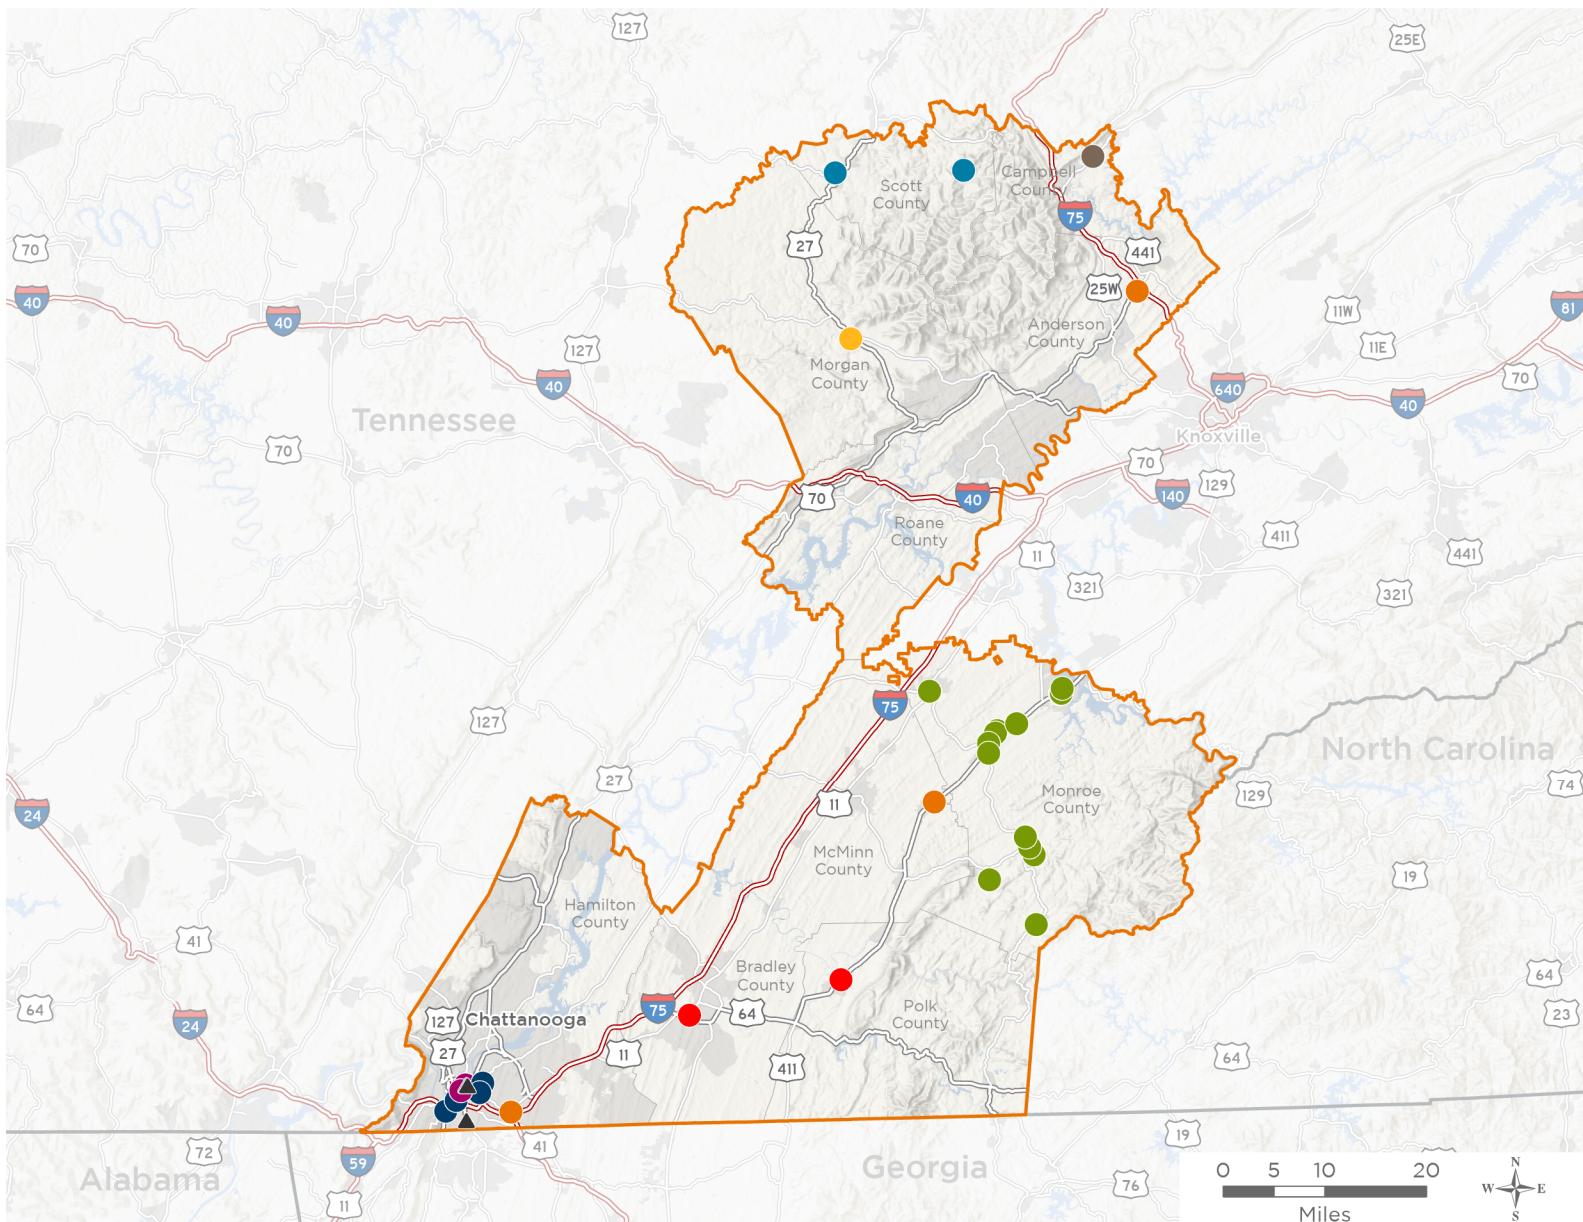 127
25E
Scott
County
Campbell
County
75
70
27
441
40
25W
40
81
11W
Anderson
County
127
11E
Morgan
County
40
640
70
40
Tennessee
Knoxville
70
70
70
40
140
129
Roane
County
411
11
441
321
321
75
127
North Carolina
27
74
Monroe
County
129
11
24
McMinn
County
19
Hamilton
County
41
Bradley
County
64
64
75
Polk
County
64
23
127
Chattanooga
24
27
11
64
411
41
19
72
59
Alabama
Georgia
76
11
0 5 10 20
Miles
N
W E
S